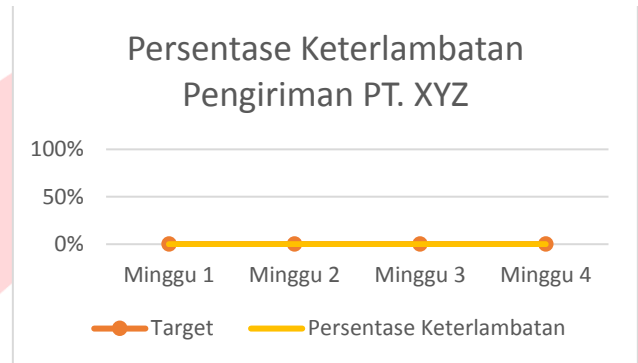 Persentase Keterlambatan
Pengiriman PT. XYZ
100%
50%
0%
Minggu 1 Minggu 2 Minggu 3 Minggu 4
Target Persentase Keterlambatan